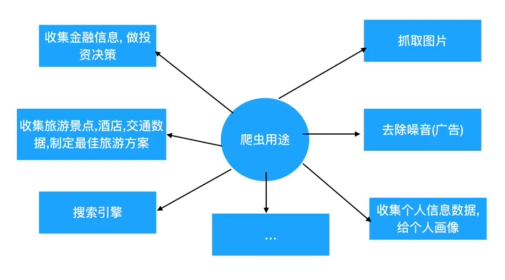 收集金融信息, 做投
资决策
抓取图片
收集旅游景点,酒店,交通数
据,制定最佳旅游方案
爬虫用途
去除噪音(广告)
搜索引擎
...
收集个人信息数据,
给个人画像